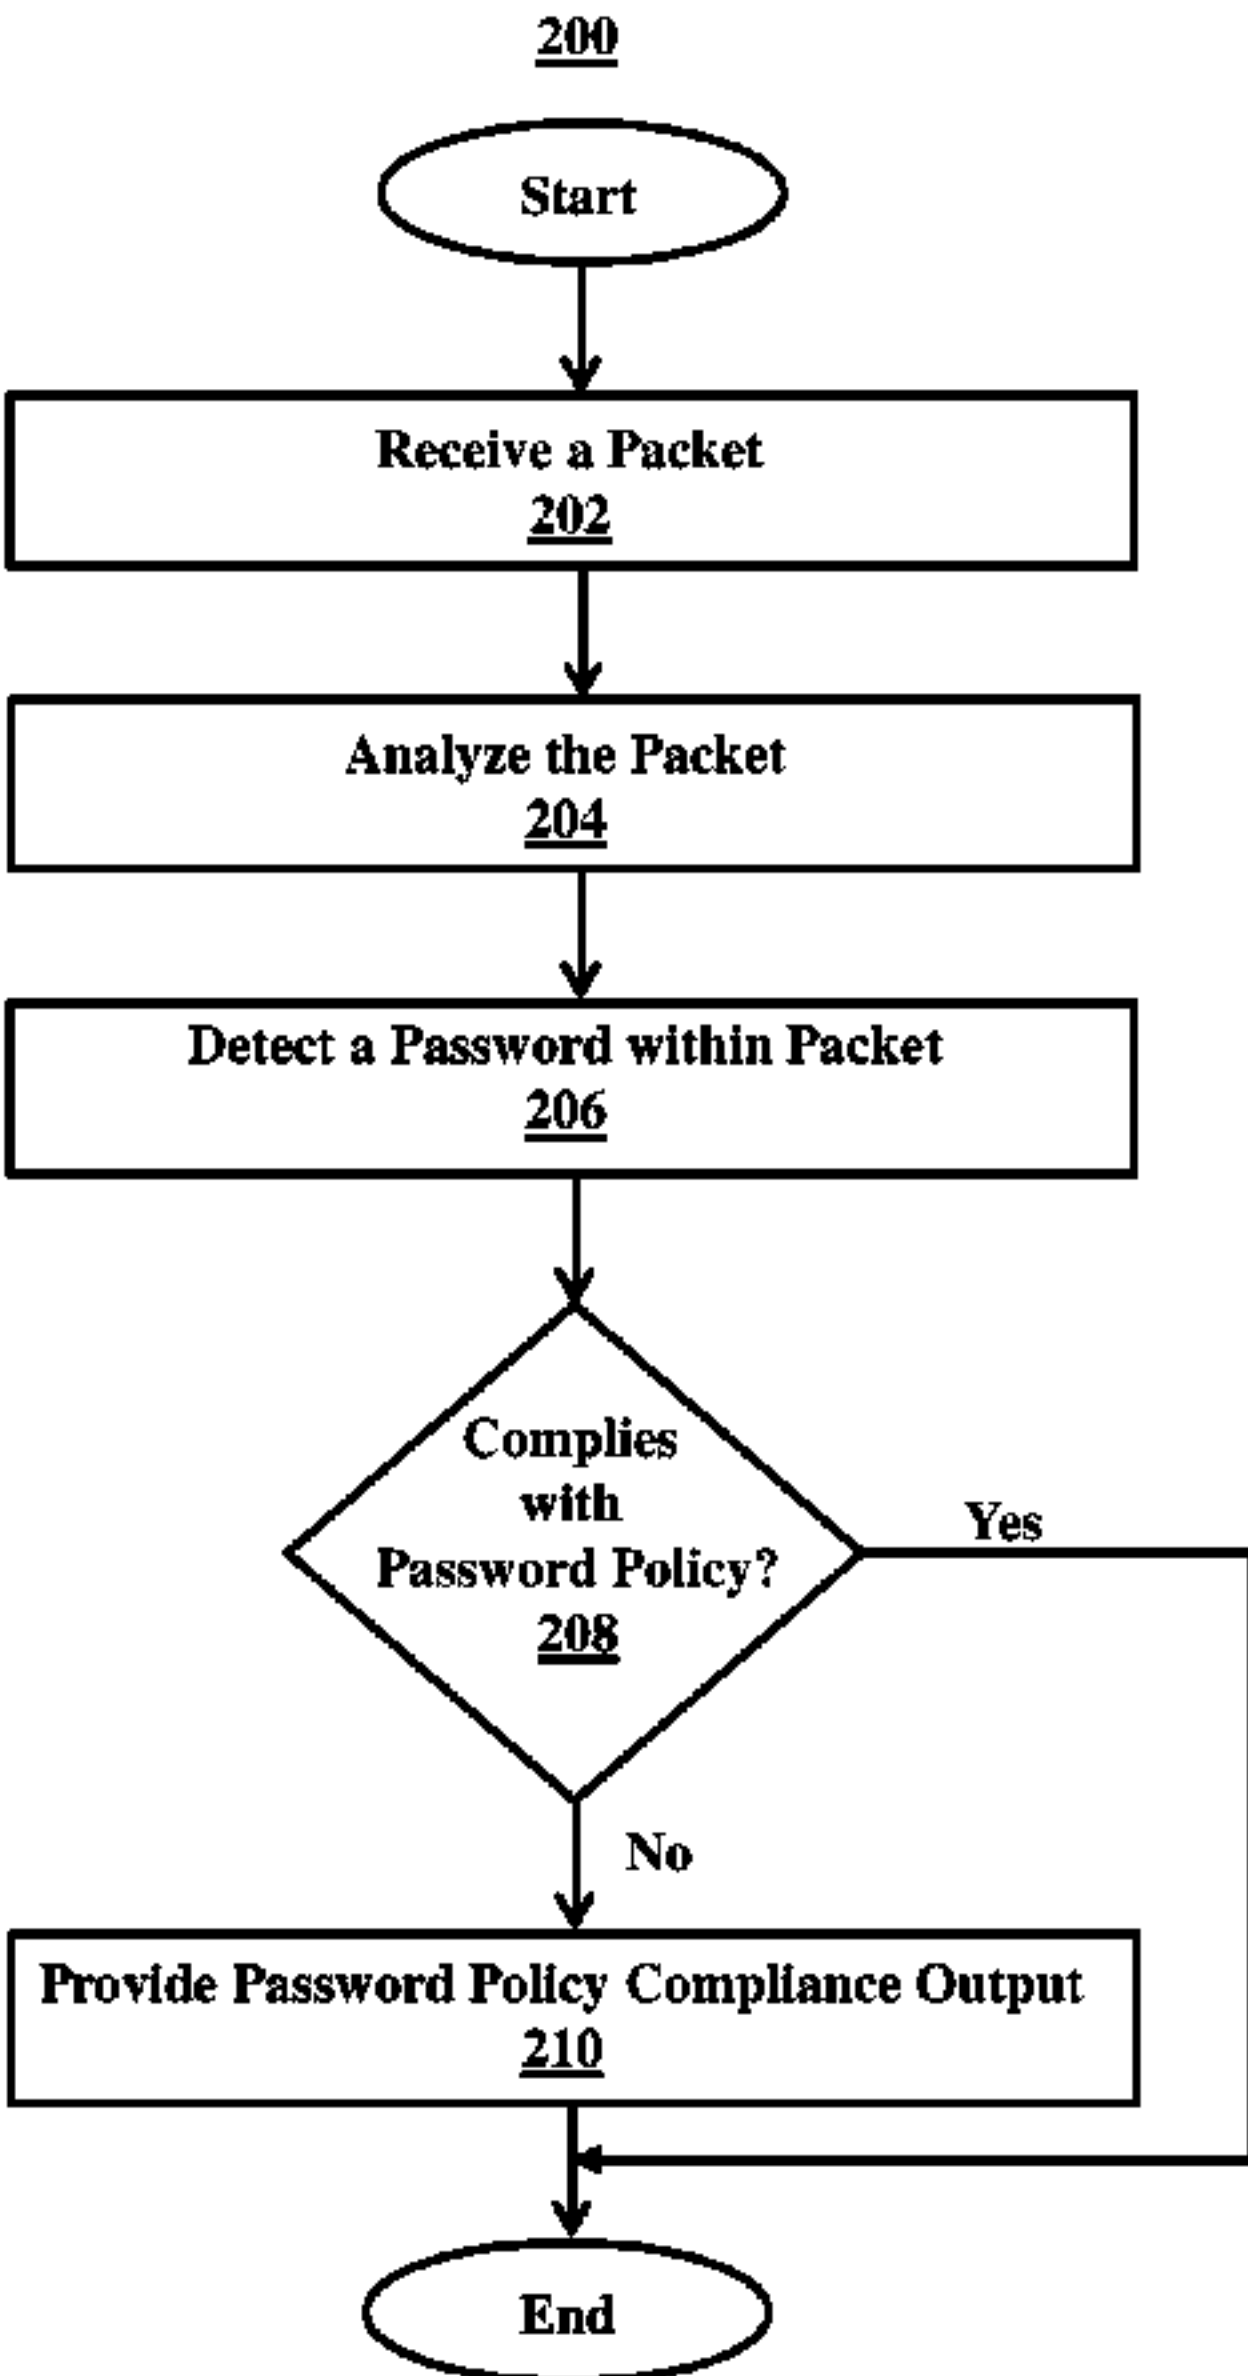 200
Start
Receive a Packet
202
Analyze the Packet
204
Detect a Password within Packet
206
Complies
with
Password Policy?
208
Yes
No
Provide Password Policy Compliance Output
210
End